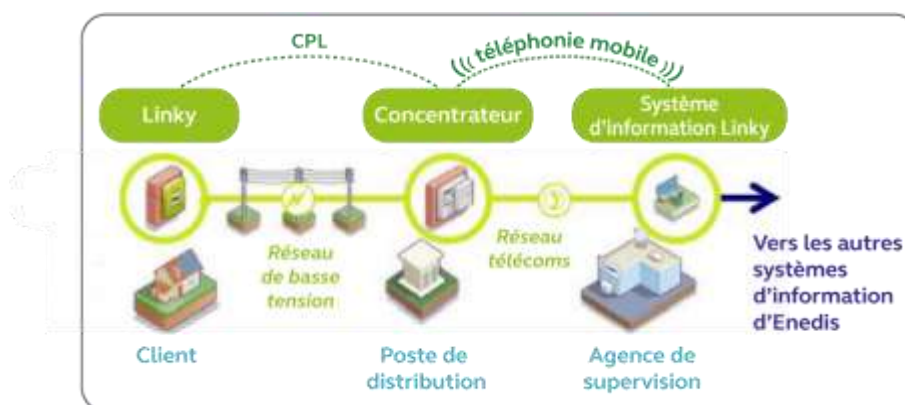 CPL
((( téléphonie mobile )))
Linky
Concentrateur
Système
d'information Linky
Réseau
de basse
tension
Réseau
télécoms
Vers les autres
systèmes
d'information
d'Enedis
Client
Poste de
distribution
Agence de
supervision